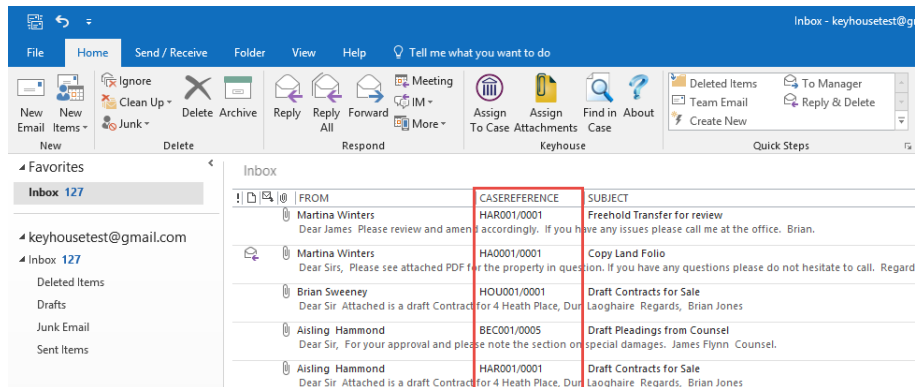 Inbox - keyhousetest@g
File Home Send / Receive Folder View Help Tell me what you want to do
New Email
New Items
Ignore
Clean Up
Junk
Delete
Archive
Reply
Reply All
Forward
Meeting
IM
More
Assign To Case
Assign Attachments
Find in Case
About
Deleted Items
Team Email
Create New
To Manager
Reply & Delete
New Delete Respond Keyhouse Quick Steps
Favorites
Inbox 127
keyhousetest@gmail.com
Inbox 127
Deleted Items
Drafts
Junk Email
Sent Items
Inbox
! FROM CASEREFERENCE SUBJECT
Martina Winters HAR001/0001 Freehold Transfer for review
Dear James Please review and amend accordingly. If you have any issues please call me at the office. Brian.
Martina Winters HA0001/0001 Copy Land Folio
Dear Sirs, Please see attached PDF for the property in question. If you have any questions please do not hesitate to call. Regard
Brian Sweeney HOU001/0001 Draft Contracts for Sale
Dear Sir Attached is a draft Contract for 4 Heath Place, Dun Laoghaire Regards, Brian Jones
Aisling Hammond BEC001/0005 Draft Pleadings from Counsel
Dear Sir, For your approval and please note the section on special damages. James Flynn Counsel.
Aisling Hammond HAR001/0001 Draft Contracts for Sale
Dear Sir Attached is a draft Contract for 4 Heath Place, Dun Laoghaire Regards, Brian Jones